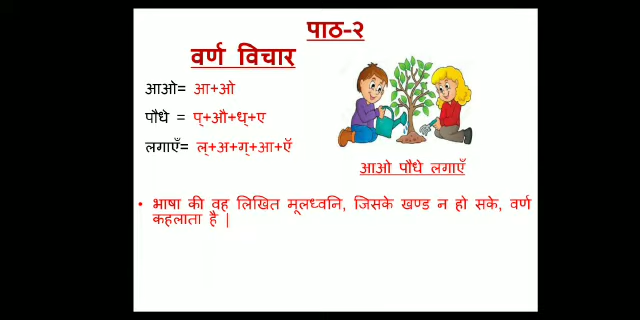 पाठ-२
वर्ण विचार
आओ= आ+ओ
पौधे = प्+औ+ध्+ए
लगाएँ= ल्+अ+ग्+आ+एँ
आओ पौधे लगाएँ
• भाषा की वह लिखित मूलध्वनि, जिसके खण्ड न हो सके, वर्ण
कहलाता है |